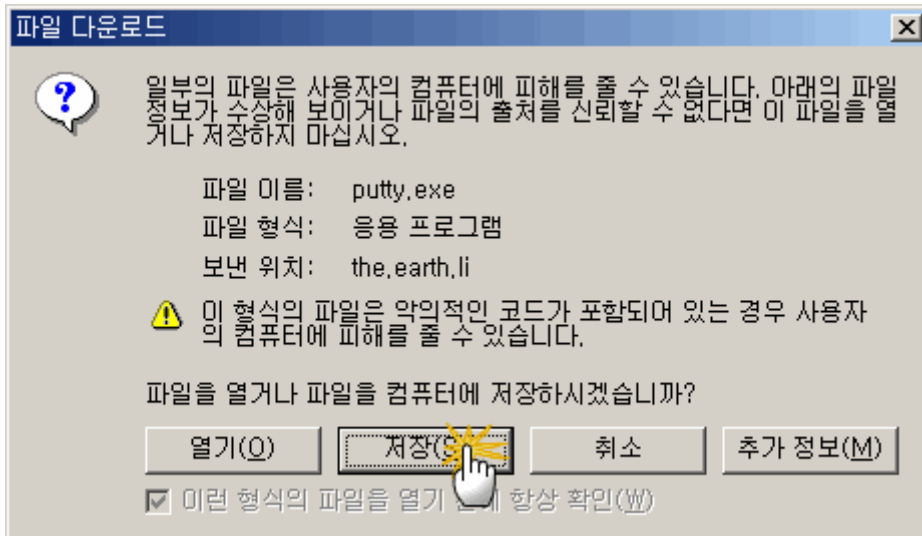 파일 다운로드
일부의 파일은 사용자의 컴퓨터에 피해를 줄 수 있습니다. 아래의 파일
정보가 수상해 보이거나 파일의 출처를 신뢰할 수 없다면 이 파일을 열
거나 저장하지 마십시오.
파일 이름: putty.exe
파일 형식: 응용 프로그램
보낸 위치: the.earth.li
이 형식의 파일은 악의적인 코드가 포함되어 있는 경우 사용자
의 컴퓨터에 피해를 줄 수 있습니다.
파일을 열거나 파일을 컴퓨터에 저장하시겠습니까?
열기(O) 저장(S 취소 추가 정보(M)
이런 형식의 파일을 열기 항상 확인(W)